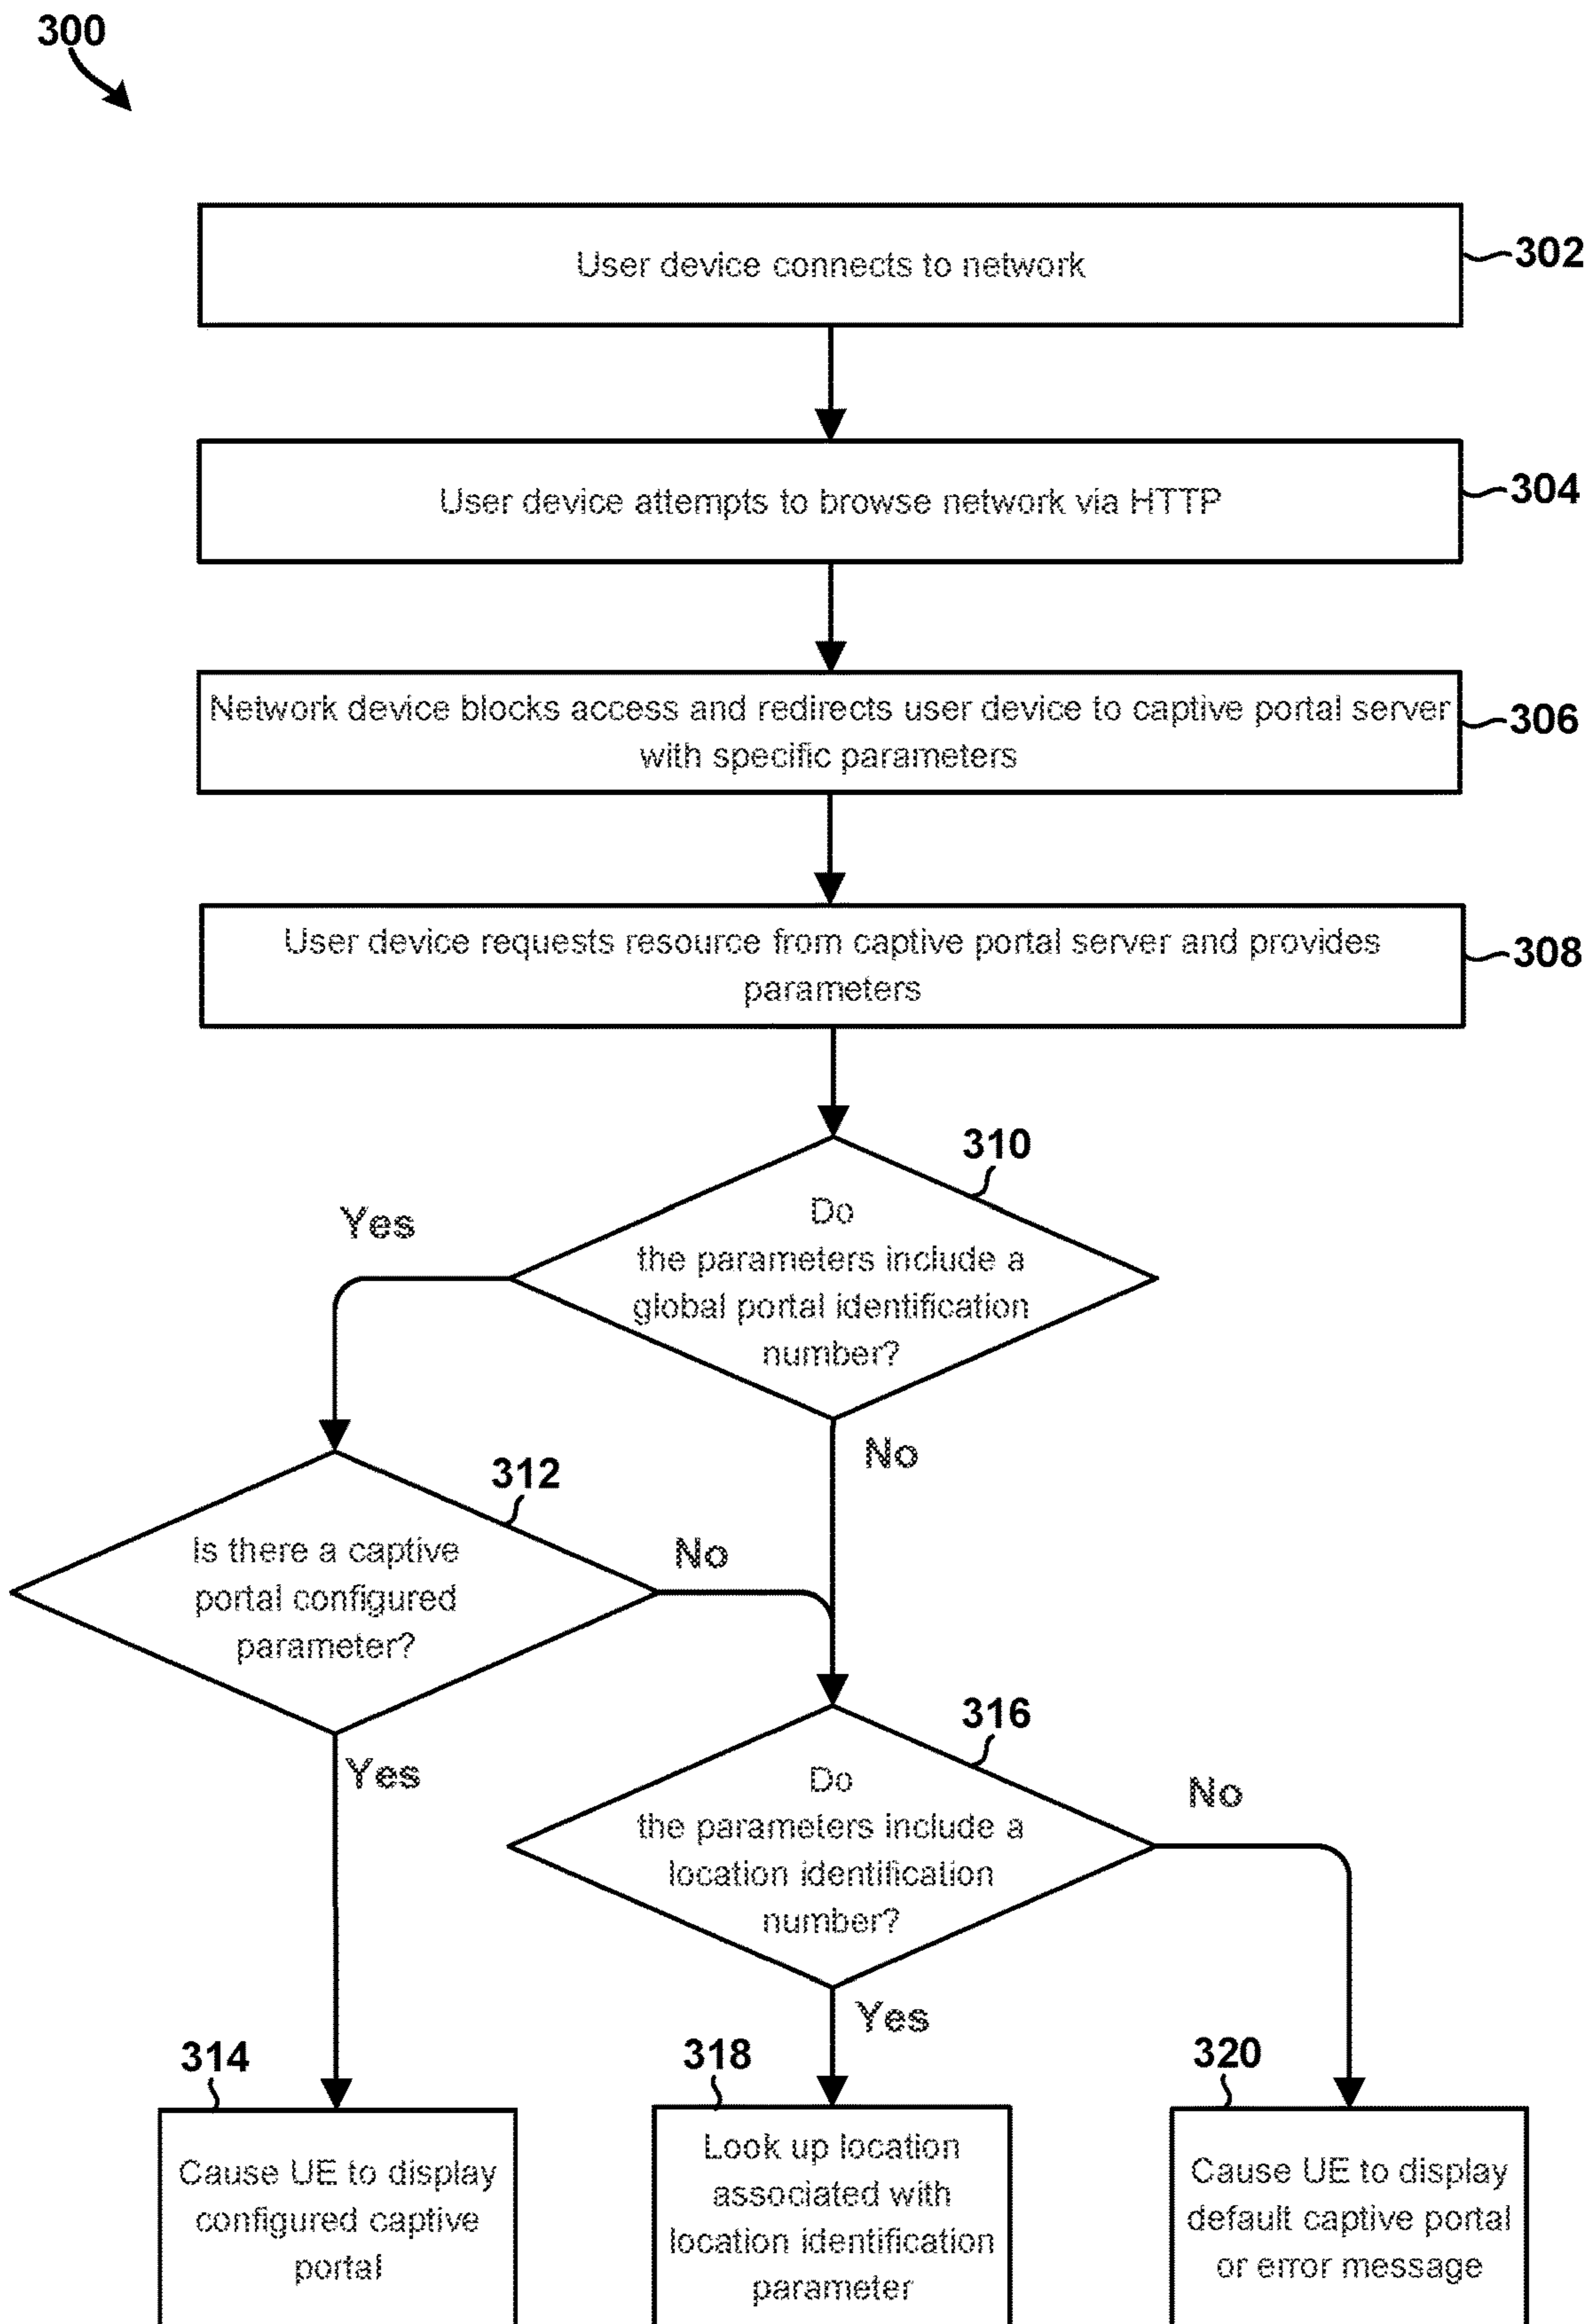 300
User device connects to network
302
User device attempts to browse network via HTTP
304
Network device blocks access and redirects user device to captive portal server
with specific parameters
306
User device requests resource from captive portal server and provides
parameters
308
310
Yes
Do
the parameters include a
global portal identification
number?
No
312
Is there a captive
portal configured
parameter?
No
Yes
316
Do
the parameters include a
location identification
number?
No
Yes
314
Cause UE to display
configured captive
portal
318
Look up location
associated with
location identification
parameter
320
Cause UE to display
default captive portal
or error message